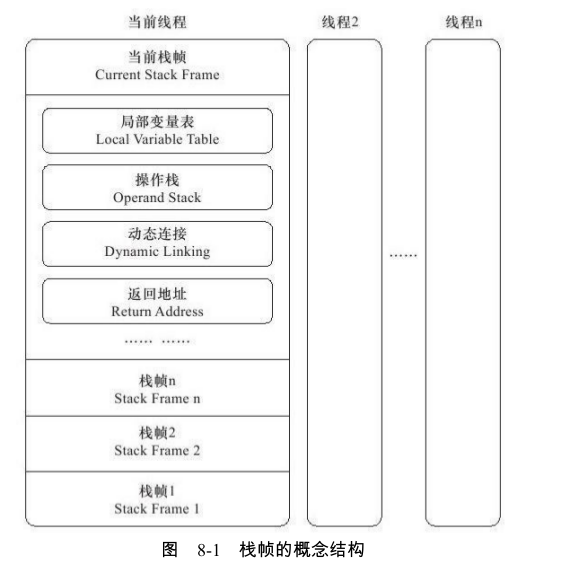 当前线程
线程2
线程n
当前栈帧
Current Stack Frame
局部变量表
Local Variable Table
操作栈
Operand Stack
动态连接
Dynamic Linking
返回地址
Return Address
…… ……
……
栈帧n
Stack Frame n
栈帧2
Stack Frame 2
栈帧1
Stack Frame 1
图 8-1 栈帧的概念结构